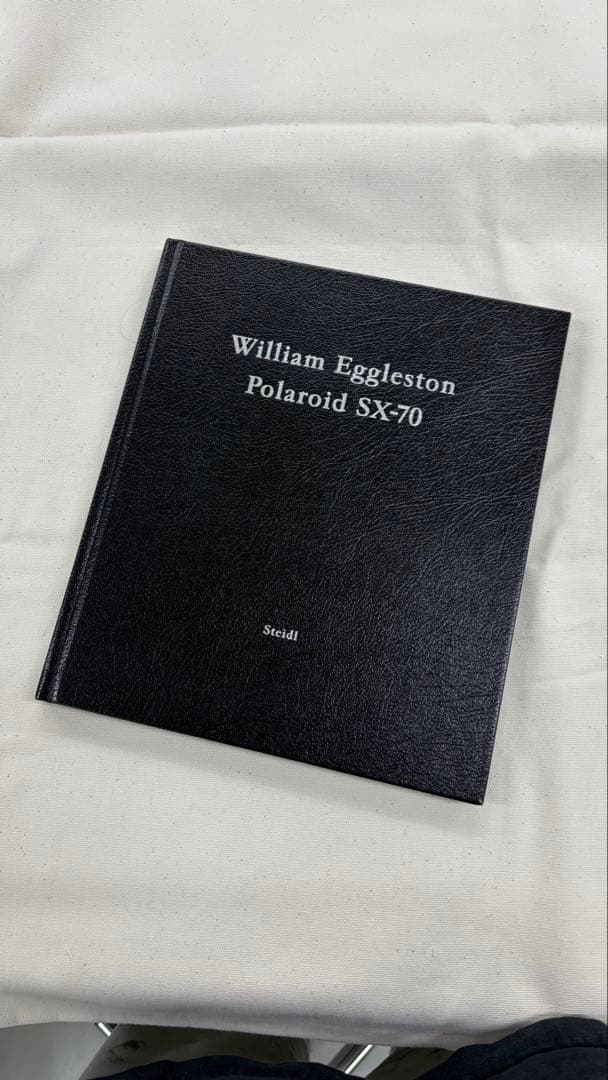 William Eggleston
Polaroid SX-70
Steidl